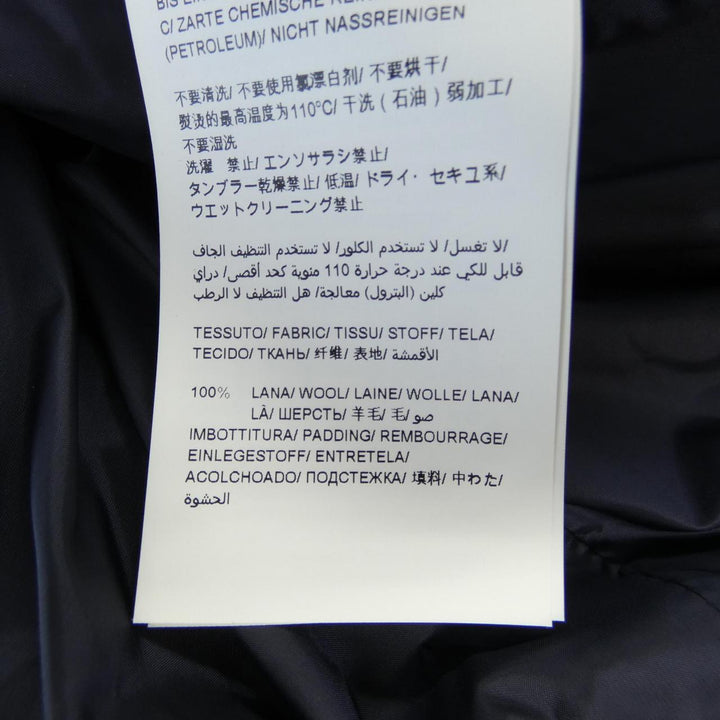 C/ ZARTE CHEMISCHE
(PETROLEUM)/ NICHT NASSREINIGEN
不要清洗/ 不要使用氯漂白剂/ 不要烘干/
熨烫的最高温度为110°C/ 干洗（石油）弱加工/
不要湿洗
洗濯 禁止/ エンソサラシ禁止/
タンブラー乾燥禁止/ 低温/ ドライ・セキユ系/
ウエットクリーニング禁止
لا تغسل/ لا تستخدم الكلور/ لا تستخدم التنظيف الجاف/
قابل للكي عند درجة حرارة 110 مئوية كحد أقصى/ دراي
كلين (البترول) معالجة/ هل التنظيف لا الرطب
TESSUTO/ FABRIC/ TISSU/ STOFF/ TELA/
TECIDO/ ТКАНЬ/ 纤维/ 表地/ الأقمشة
100% LANA/ WOOL/ LAINE/ WOLLE/ LANA/
LÀ/ ШЕРСТЬ/ 羊毛/ 毛/ صو
IMBOTTITURA/ PADDING/ REMBOURRAGE/
EINLEGESTOFF/ ENTRETELA/
ACOLCHOADO/ ПОДСТЕЖКА/ 填料/ 中わた/
الحشوة